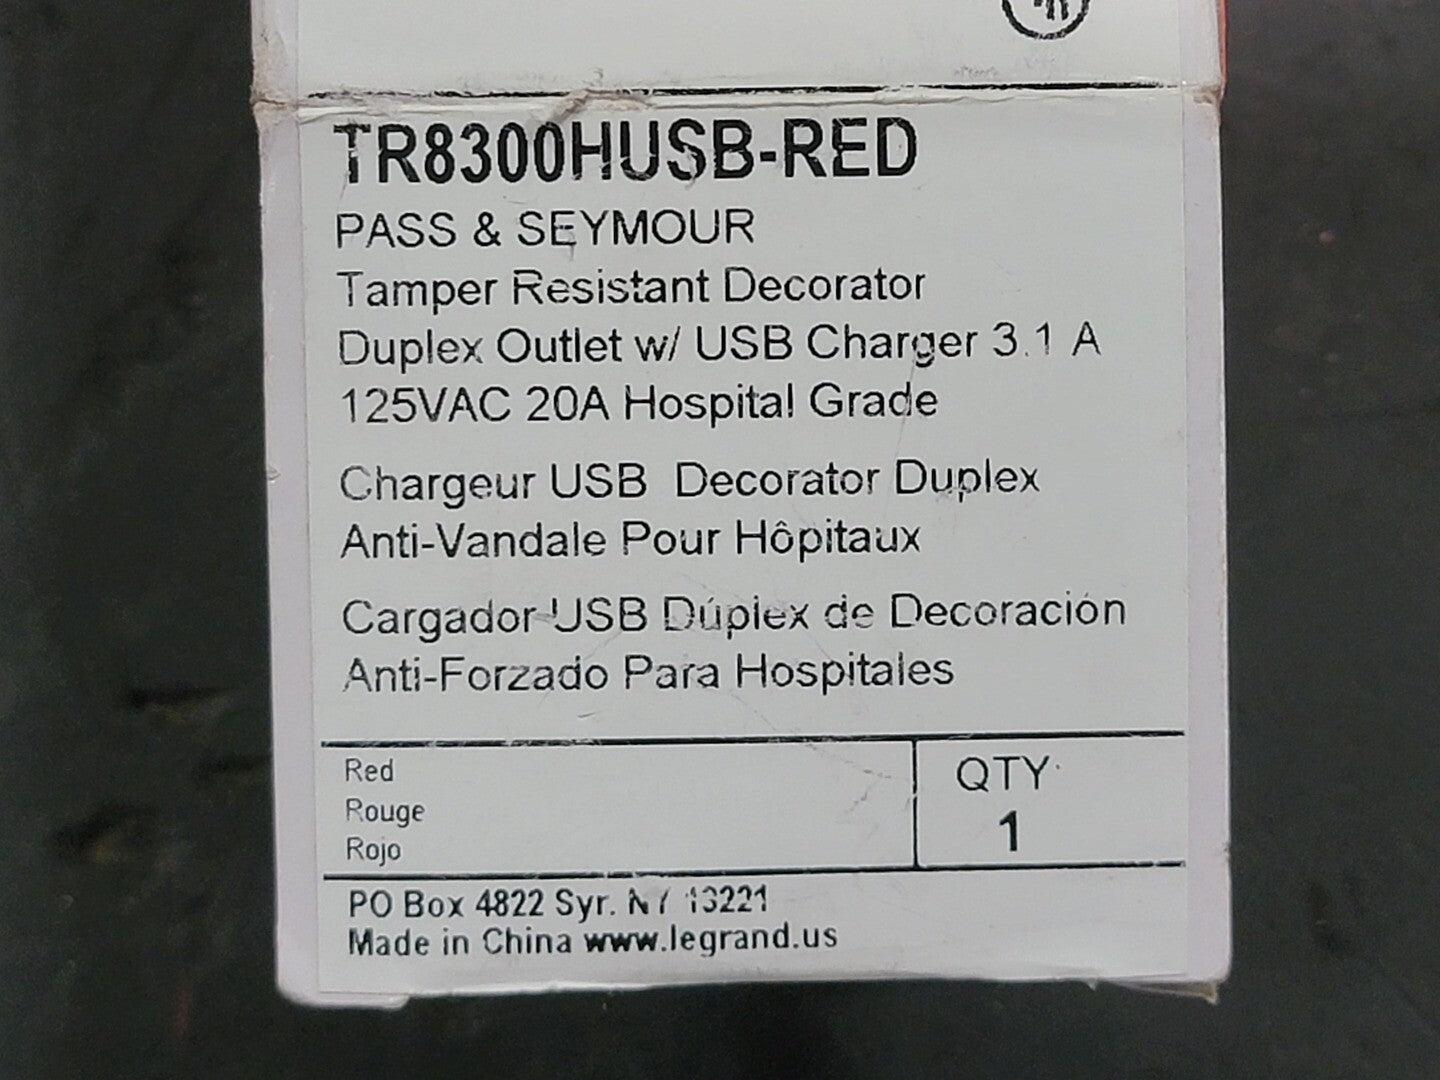 TR8300HUSB-RED
PASS & SEYMOUR
Tamper Resistant Decorator
Duplex Outlet w/ USB Charger 3.1 A
125VAC 20A Hospital Grade
Chargeur USB Decorator Duplex
Anti-Vandale Pour Hôpitaux
Cargador USB Dúplex de Decoración
Anti-Forzado Para Hospitales
Red
Rouge
Rojo
QTY
1
PO Box 4822 Syr. NY 13221
Made in China www.legrand.us